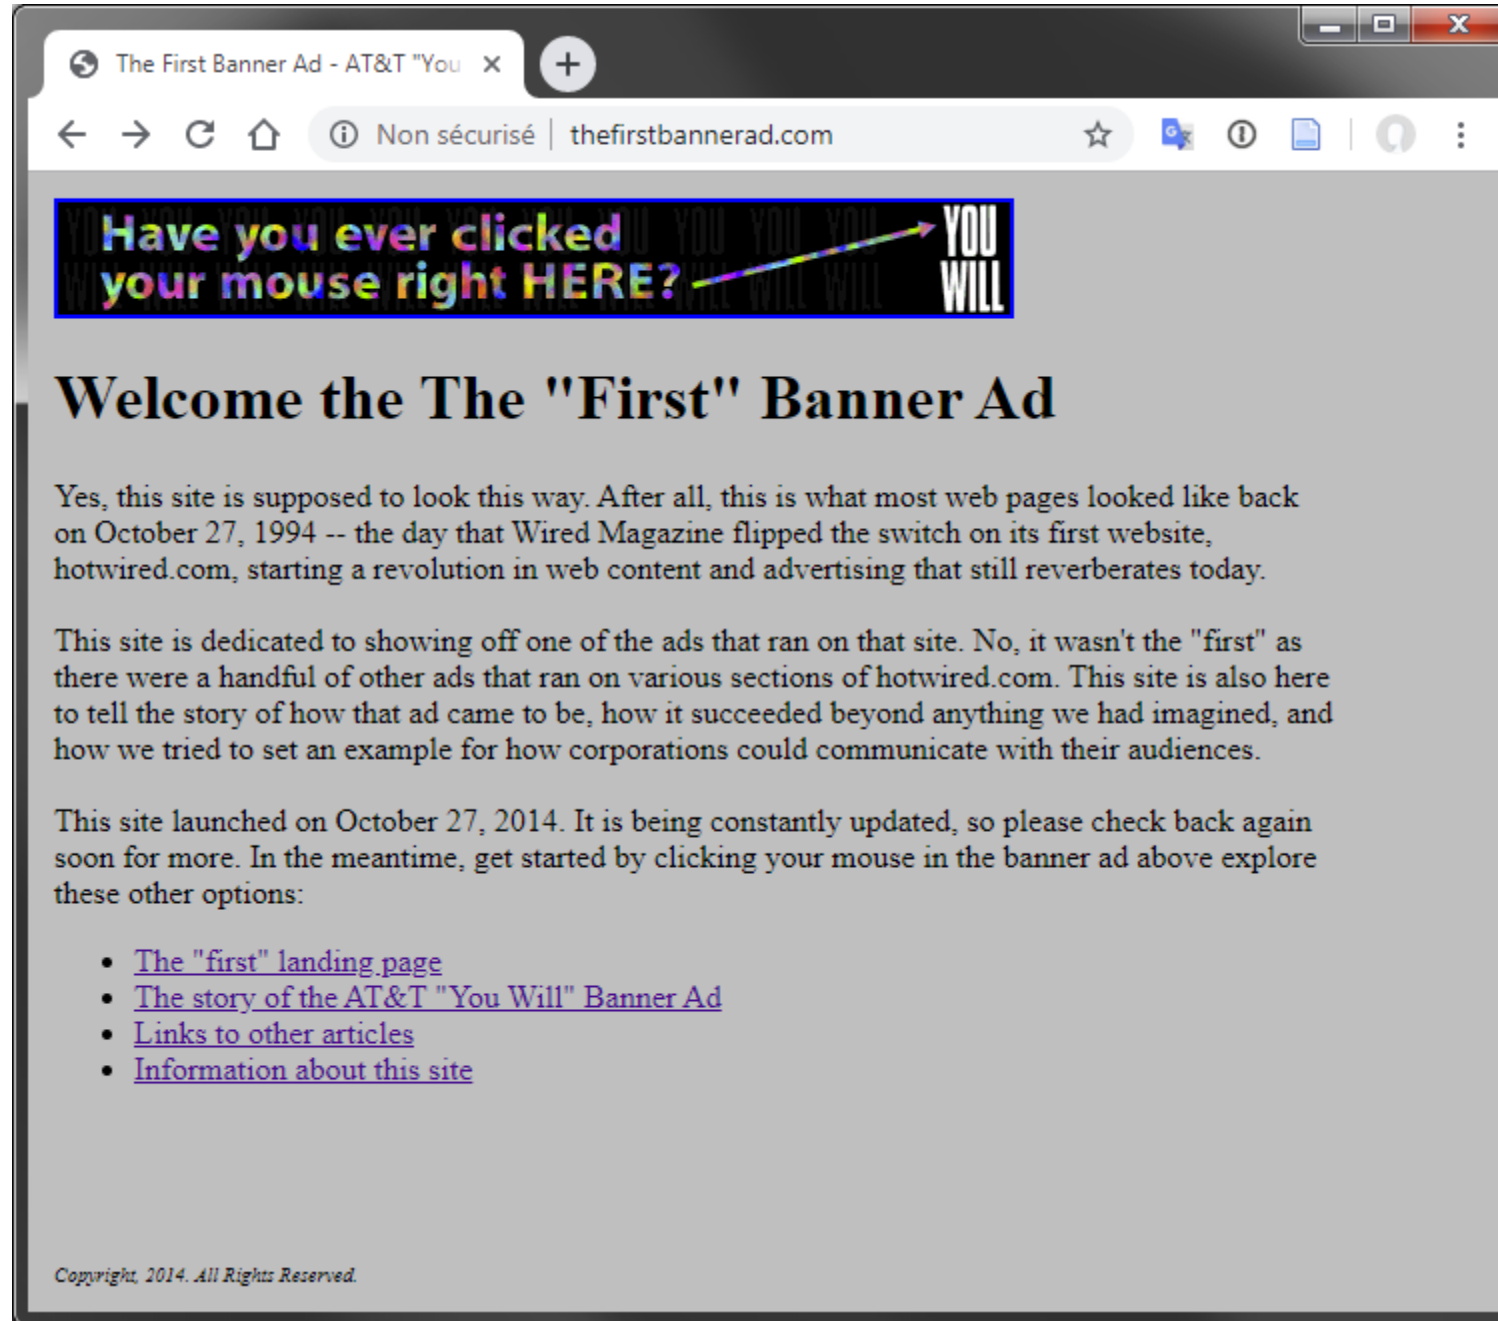 The First Banner Ad - AT&T "You
Non sécurisé
thefirstbannerad.com
Have you ever clicked
your mouse right HERE?
YOU
WILL
Welcome the The "First" Banner Ad
Yes, this site is supposed to look this way. After all, this is what most web pages looked like back
on October 27, 1994 -- the day that Wired Magazine flipped the switch on its first website,
hotwired.com, starting a revolution in web content and advertising that still reverberates today.
This site is dedicated to showing off one of the ads that ran on that site. No, it wasn't the "first" as
there were a handful of other ads that ran on various sections of hotwired.com. This site is also here
to tell the story of how that ad came to be, how it succeeded beyond anything we had imagined, and
how we tried to set an example for how corporations could communicate with their audiences.
This site launched on October 27, 2014. It is being constantly updated, so please check back again
soon for more. In the meantime, get started by clicking your mouse in the banner ad above explore
these other options:
The "first" landing page
The story of the AT&T "You Will" Banner Ad
Links to other articles
Information about this site
Copyright, 2014. All Rights Reserved.